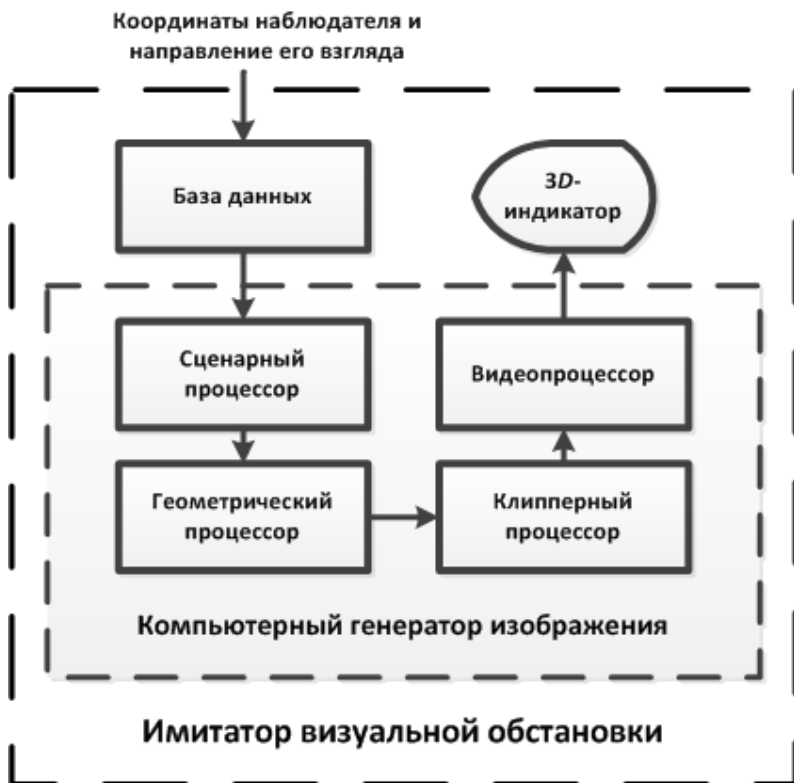 Координаты наблюдателя и
направление его взгляда
База данных
3D-
индикатор
Сценарный
процессор
Видеопроцессор
Геометрический
процессор
Клипперный
процессор
Компьютерный генератор изображения
Имитатор визуальной обстановки